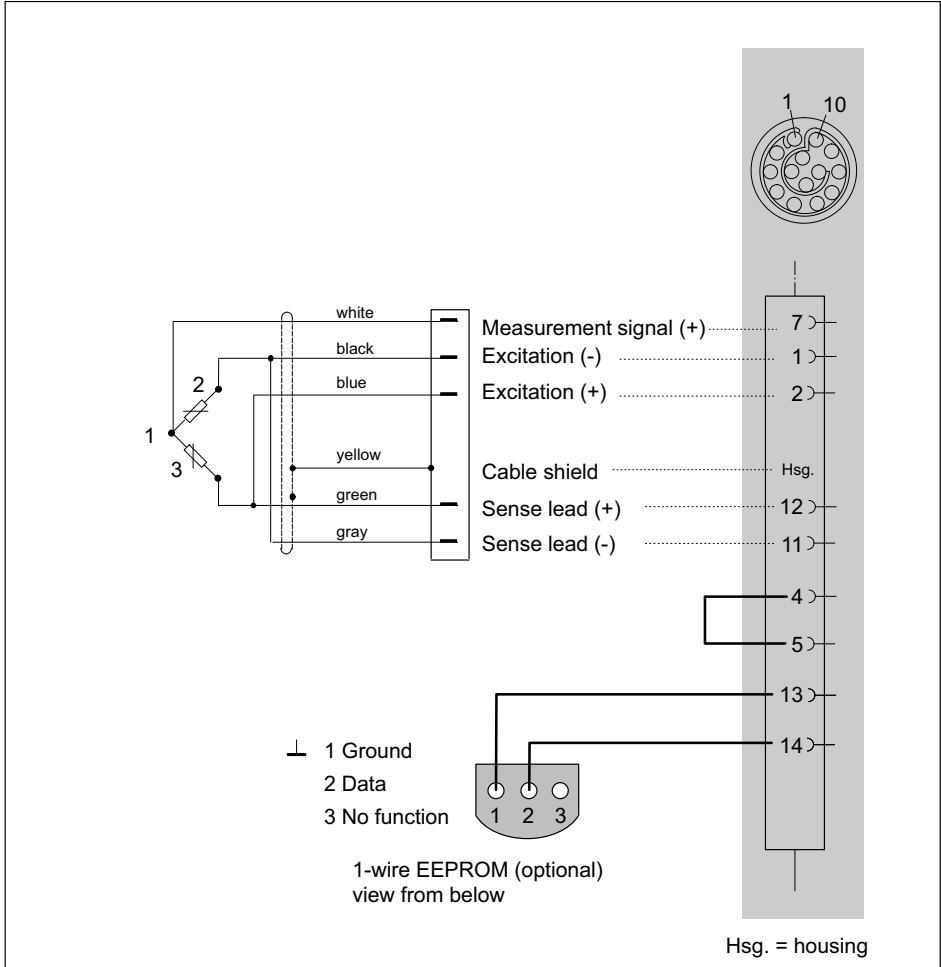 1 10
white
Measurement signal (+)
7
black
Excitation (-)
1
blue
Excitation (+)
2
2
1
3
yellow
Cable shield
Hsg.
green
Sense lead (+)
12
gray
Sense lead (-)
11
4
5
13
14
1 Ground
2 Data
3 No function
1 2 3
1-wire EEPROM (optional)
view from below
Hsg. = housing